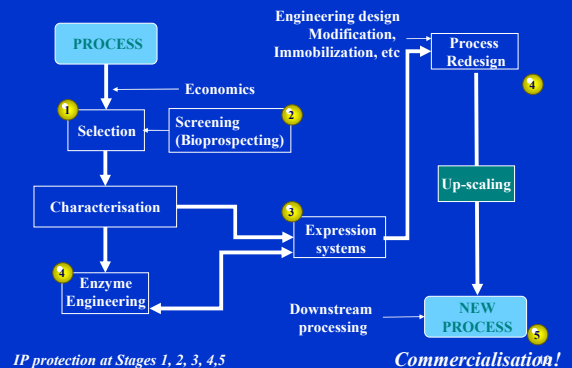 PROCESS
Economics
1
Selection
2
Screening
(Bioprospecting)
Characterisation
4
Enzyme
Engineering
3
Expression
systems
Engineering design
Modification,
Immobilization, etc
Process
Redesign
4
Up-scaling
Downstream
processing
NEW
PROCESS
5
IP protection at Stages 1, 2, 3, 4,5
Commercialisation!